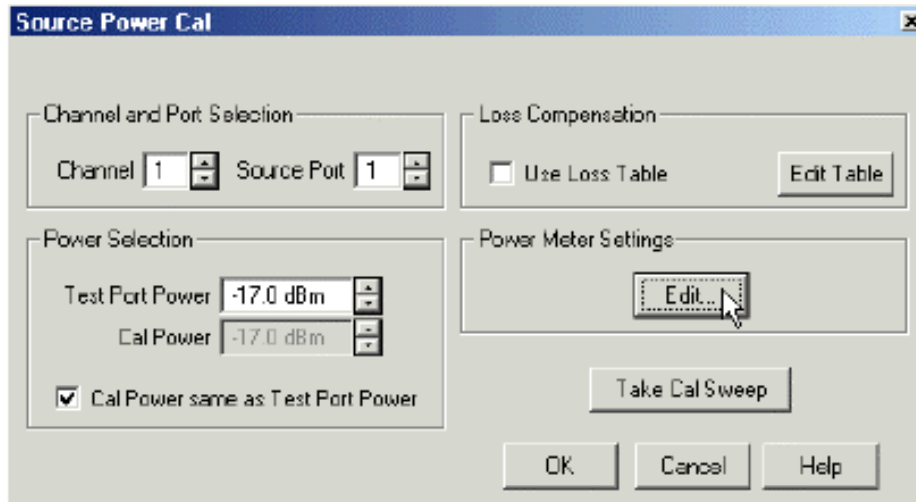 Source Power Cal
Channel and Port Selection
Channel 1 Source Port 1
Loss Compensation
Use Loss Table Edit Table
Power Selection
Test Port Power -17.0 dBm
Cal Power -17.0 dBm
Cal Power same as Test Port Power
Power Meter Settings
Edit...
Take Cal Sweep
OK Cancel Help